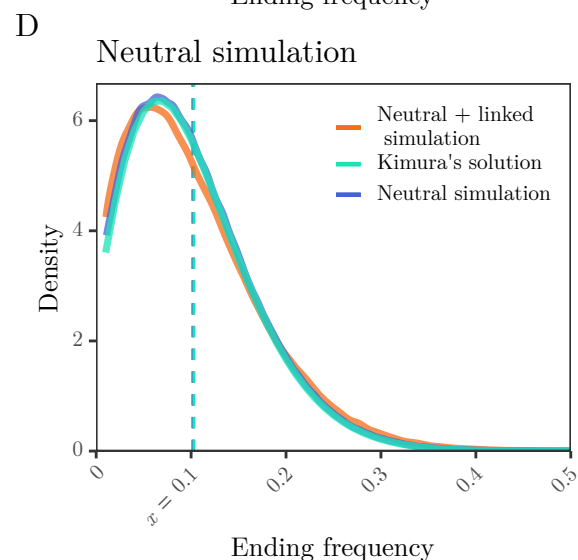 Ending frequency
D
Neutral simulation
6
4
2
0
Density
Neutral + linked
simulation
Kimura's solution
Neutral simulation
0
x = 0.1
0.2
0.3
0.4
0.5
Ending frequency